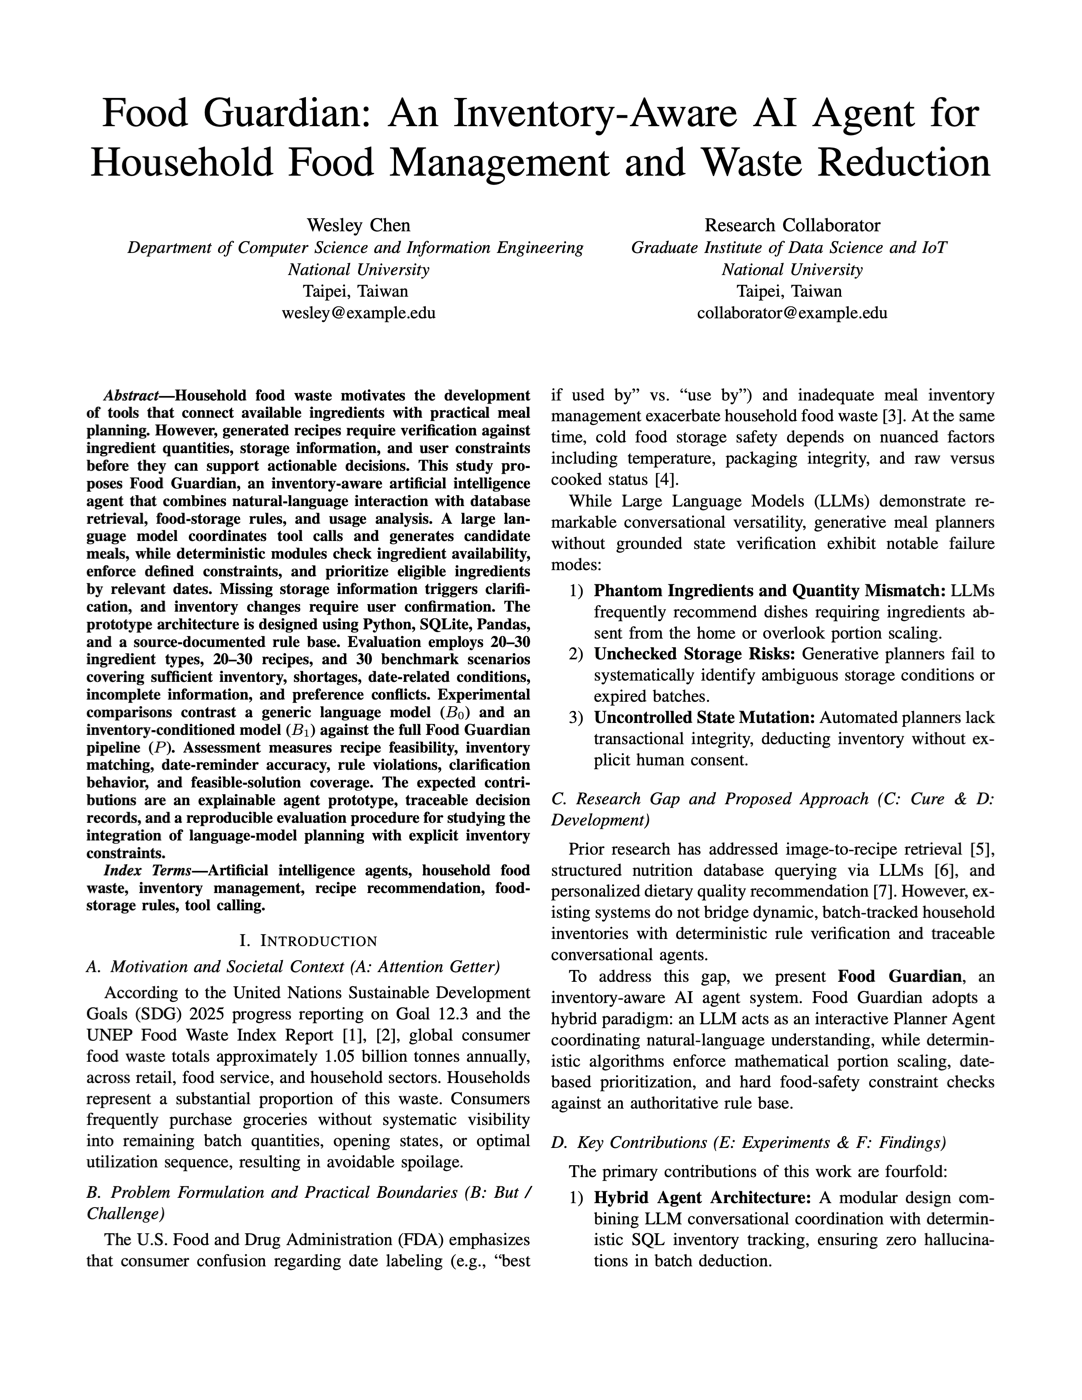 Food Guardian: An Inventory-Aware AI Agent for
Household Food Management and Waste Reduction
Wesley Chen
Department of Computer Science and Information Engineering
National University
Taipei, Taiwan
wesley@example.edu
Research Collaborator
Graduate Institute of Data Science and IoT
National University
Taipei, Taiwan
collaborator@example.edu
Abstract—Household food waste motivates the development
of tools that connect available ingredients with practical meal
planning. However, generated recipes require verification against
ingredient quantities, storage information, and user constraints
before they can support actionable decisions. This study pro-
poses Food Guardian, an inventory-aware artificial intelligence
agent that combines natural-language interaction with database
retrieval, food-storage rules, and usage analysis. A large lan-
guage model coordinates tool calls and generates candidate
meals, while deterministic modules check ingredient availability,
enforce defined constraints, and prioritize eligible ingredients
by relevant dates. Missing storage information triggers clarifi-
cation, and inventory changes require user confirmation. The
prototype architecture is designed using Python, SQLite, Pandas,
and a source-documented rule base. Evaluation employs 20–30
ingredient types, 20–30 recipes, and 30 benchmark scenarios
covering sufficient inventory, shortages, date-related conditions,
incomplete information, and preference conflicts. Experimental
comparisons contrast a generic language model (B0) and an
inventory-conditioned model (B1) against the full Food Guardian
pipeline (P). Assessment measures recipe feasibility, inventory
matching, date-reminder accuracy, rule violations, clarification
behavior, and feasible-solution coverage. The expected contri-
butions are an explainable agent prototype, traceable decision
records, and a reproducible evaluation procedure for studying the
integration of language-model planning with explicit inventory
constraints.
Index Terms—Artificial intelligence agents, household food
waste, inventory management, recipe recommendation, food-
storage rules, tool calling.
I. INTRODUCTION
A. Motivation and Societal Context (A: Attention Getter)
According to the United Nations Sustainable Development
Goals (SDG) 2025 progress reporting on Goal 12.3 and the
UNEP Food Waste Index Report [1], [2], global consumer
food waste totals approximately 1.05 billion tonnes annually,
across retail, food service, and household sectors. Households
represent a substantial proportion of this waste. Consumers
frequently purchase groceries without systematic visibility
into remaining batch quantities, opening states, or optimal
utilization sequence, resulting in avoidable spoilage.
B. Problem Formulation and Practical Boundaries (B: But /
Challenge)
The U.S. Food and Drug Administration (FDA) emphasizes
that consumer confusion regarding date labeling (e.g., “best
if used by” vs. “use by”) and inadequate meal inventory
management exacerbate household food waste [3]. At the same
time, cold food storage safety depends on nuanced factors
including temperature, packaging integrity, and raw versus
cooked status [4].
While Large Language Models (LLMs) demonstrate re-
markable conversational versatility, generative meal planners
without grounded state verification exhibit notable failure
modes:
1) Phantom Ingredients and Quantity Mismatch: LLMs
frequently recommend dishes requiring ingredients ab-
sent from the home or overlook portion scaling.
2) Unchecked Storage Risks: Generative planners fail to
systematically identify ambiguous storage conditions or
expired batches.
3) Uncontrolled State Mutation: Automated planners lack
transactional integrity, deducting inventory without ex-
plicit human consent.
C. Research Gap and Proposed Approach (C: Cure & D:
Development)
Prior research has addressed image-to-recipe retrieval [5],
structured nutrition database querying via LLMs [6], and
personalized dietary quality recommendation [7]. However, ex-
isting systems do not bridge dynamic, batch-tracked household
inventories with deterministic rule verification and traceable
conversational agents.
To address this gap, we present Food Guardian, an
inventory-aware AI agent system. Food Guardian adopts a
hybrid paradigm: an LLM acts as an interactive Planner Agent
coordinating natural-language understanding, while determin-
istic algorithms enforce mathematical portion scaling, date-
based prioritization, and hard food-safety constraint checks
against an authoritative rule base.
D. Key Contributions (E: Experiments & F: Findings)
The primary contributions of this work are fourfold:
1) Hybrid Agent Architecture: A modular design com-
bining LLM conversational coordination with determin-
istic SQL inventory tracking, ensuring zero hallucina-
tions in batch deduction.